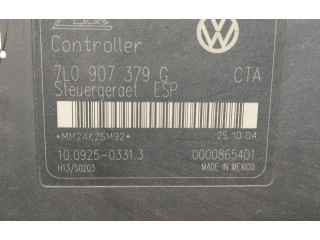 Controller
7L0 907 379 G CTA
Steuergeraet ESP
*MM24K25M92* 25.10.04
10.0925-0331.3 0000865401
H13/S0203 MADE IN MEXICO